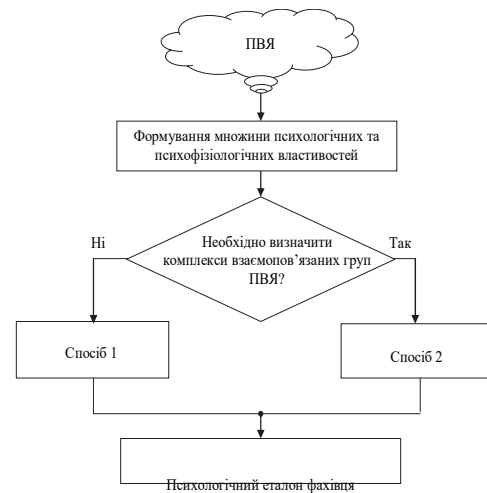 ПВЯ
Формування множини психологічних та
психофізіологічних властивостей
Необхідно визначити
комплекси взаємопов’язаних груп
ПВЯ?
Ні
Так
Спосіб 1
Спосіб 2
Психологічний еталон фахівця